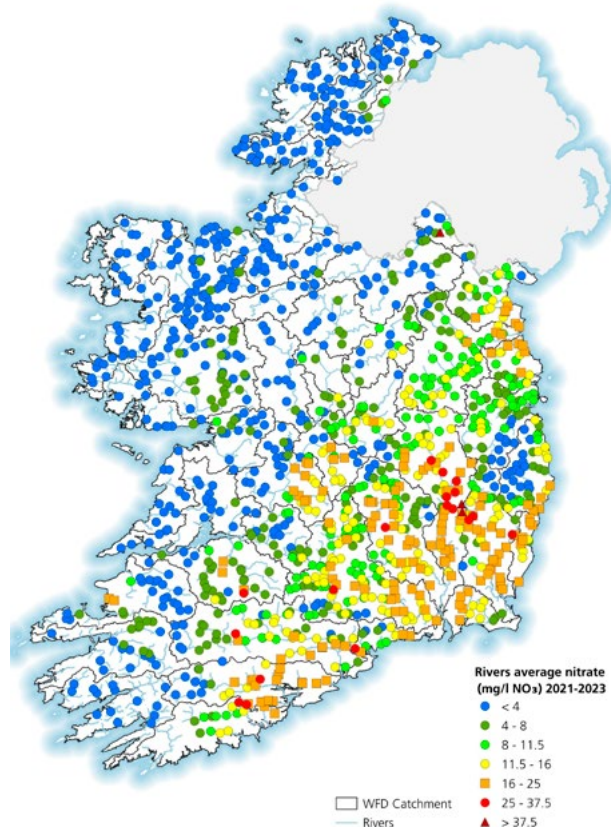 Rivers average nitrate
(mg/l NO₃) 2021-2023
< 4
4 - 8
8 - 11.5
11.5 - 16
16 - 25
25 - 37.5
> 37.5
WFD Catchment
Rivers